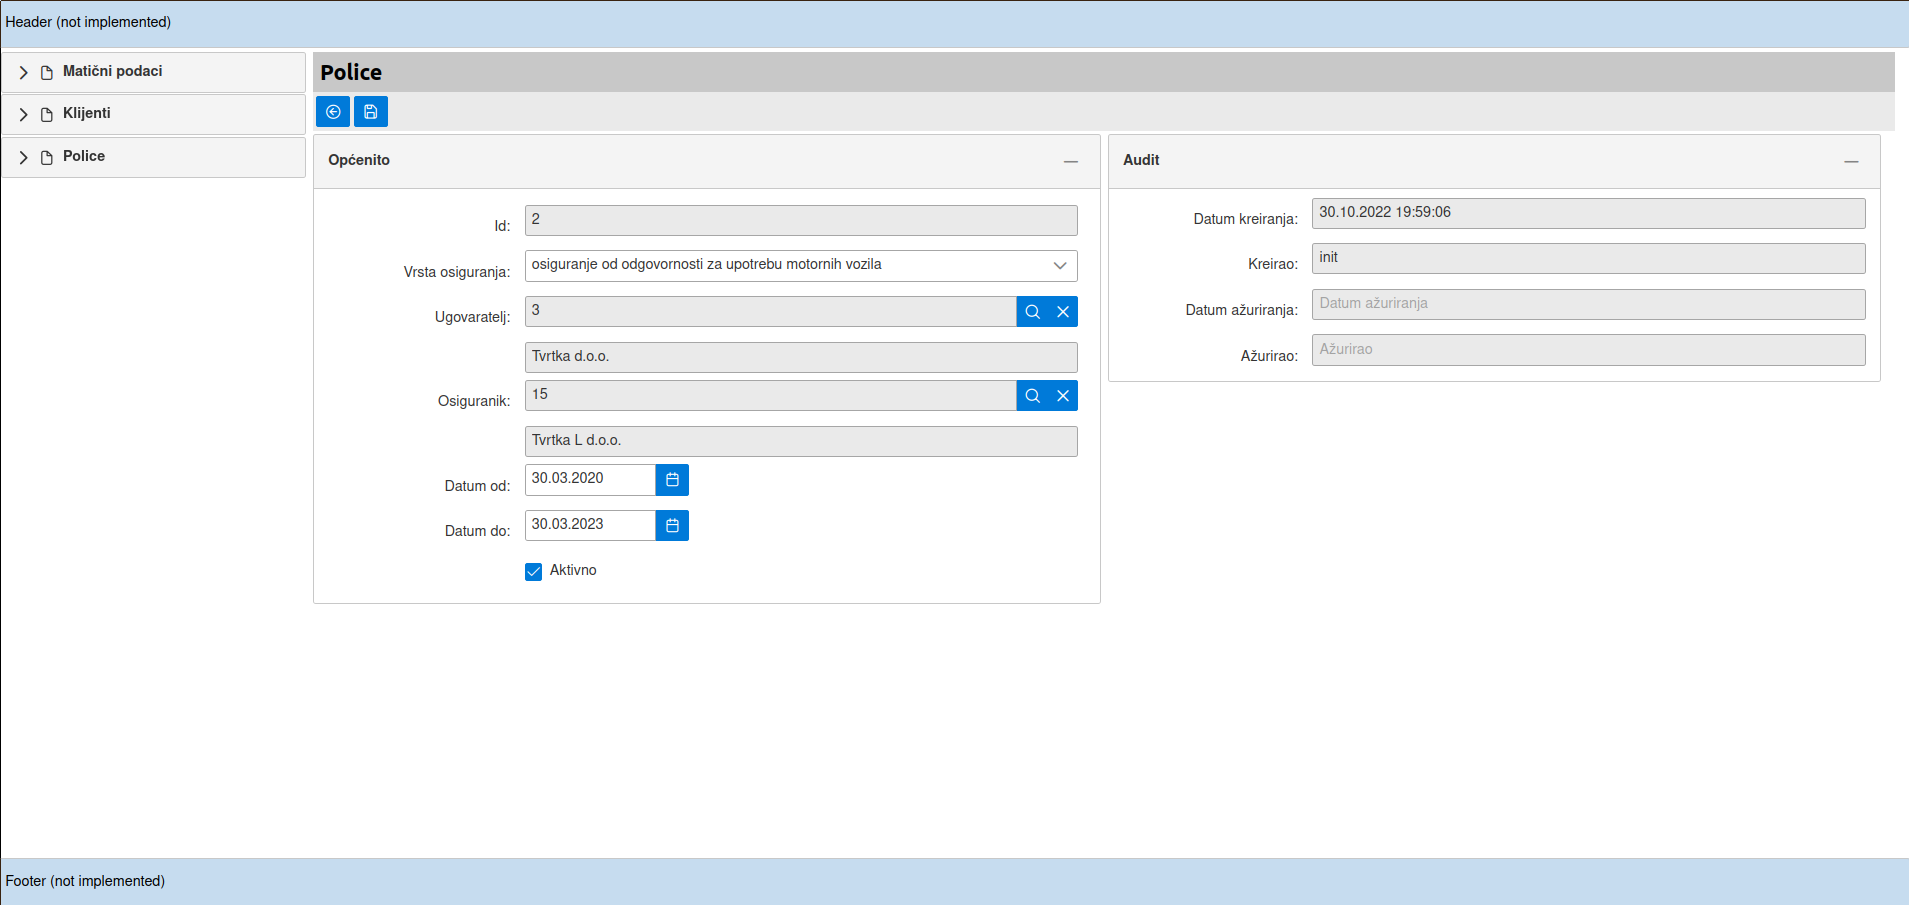 Header (not implemented)
Matični podaci
Klijenti
Police
Police
Općenito
Id: 2
Vrsta osiguranja: osiguranje od odgovornosti za upotrebu motornih vozila
Ugovaratelj: 3
Tvrtka d.o.o.
Osiguranik: 15
Tvrtka L d.o.o.
Datum od: 30.03.2020
Datum do: 30.03.2023
Aktivno
Audit
Datum kreiranja: 30.10.2022 19:59:06
Kreirao: init
Datum ažuriranja: Datum ažuriranja
Ažurirao: Ažurirao
Footer (not implemented)